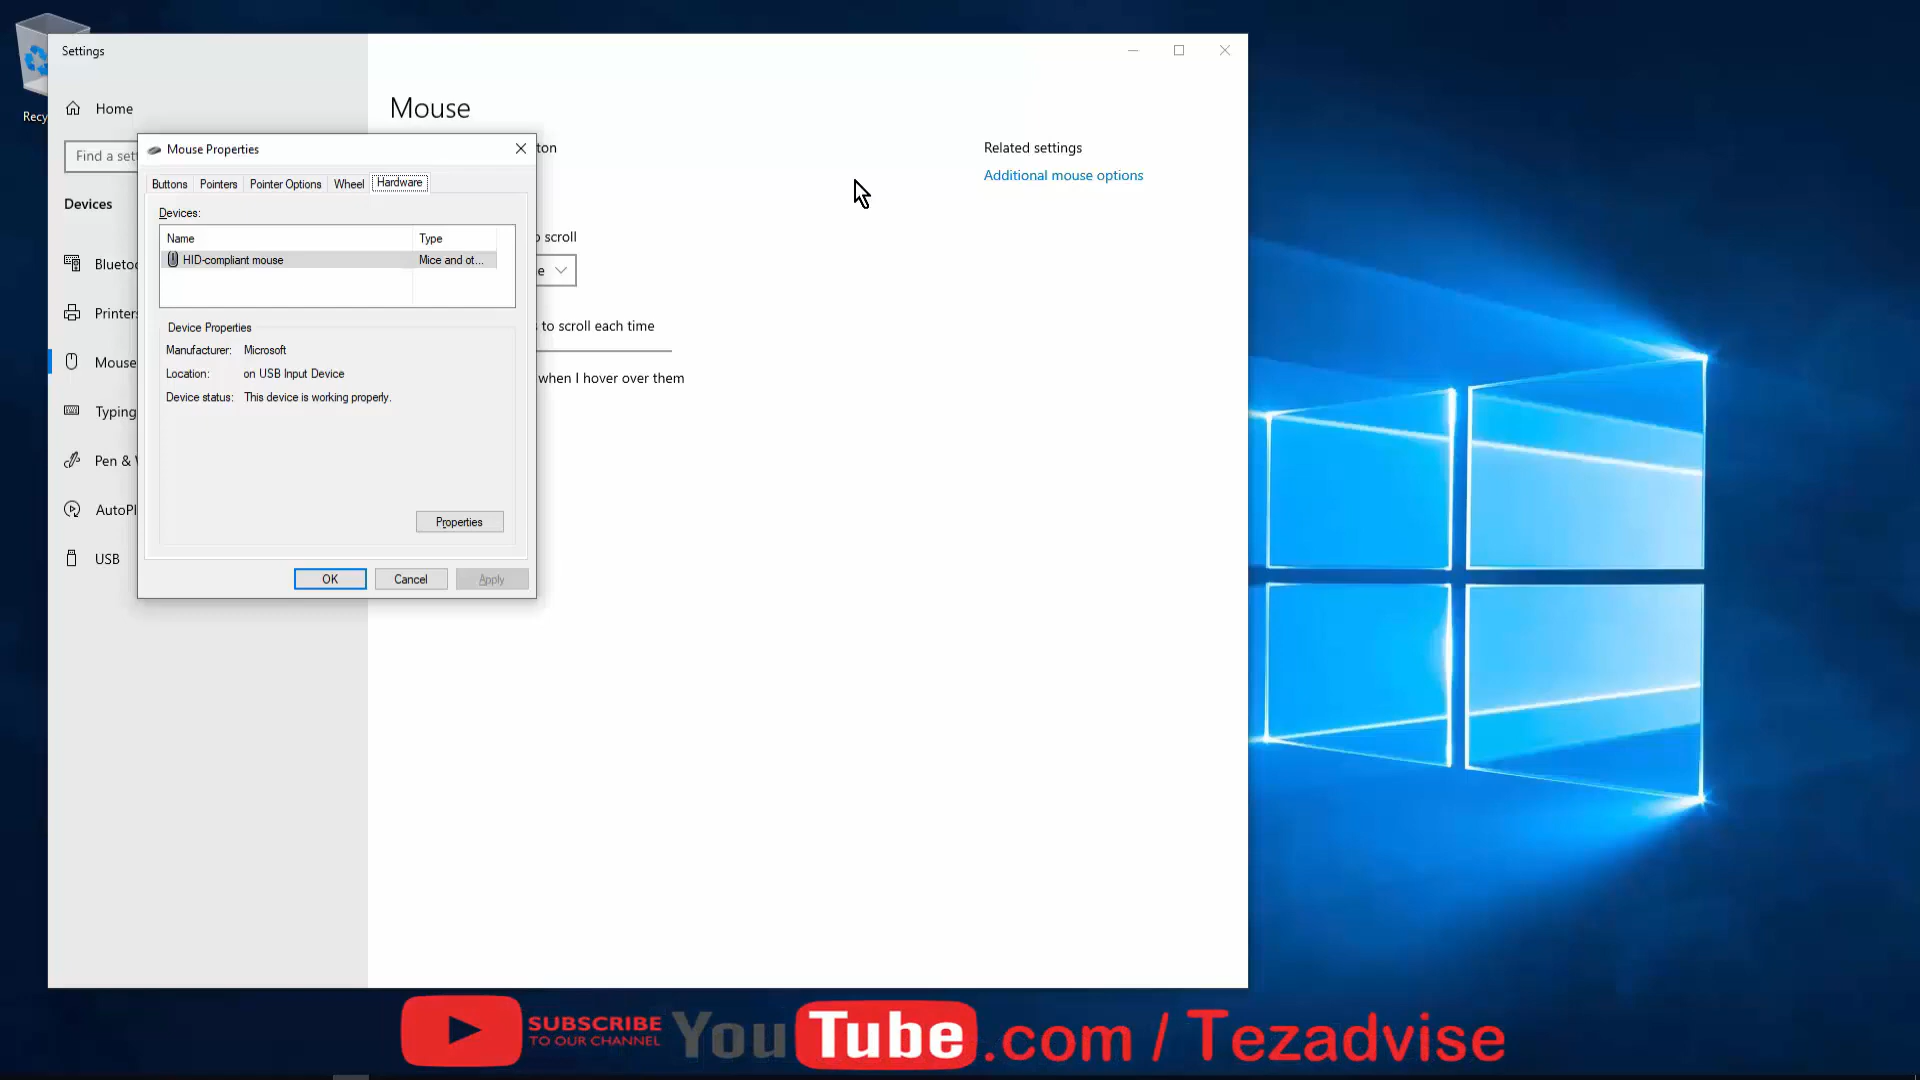 Settings
Recy
Home
Mouse
Find a sett
Mouse Properties
ton
Related settings
Additional mouse options
Buttons
Pointers
Pointer Options
Wheel
Hardware
Devices
Devices:
Name
Type
o scroll
HID-compliant mouse
Mice and ot...
Bluetoo
e
Printers
Device Properties
to scroll each time
Manufacturer:
Microsoft
Mouse
Location:
on USB Input Device
when I hover over them
Device status:
This device is working properly.
Typing
Pen & W
AutoPl
Properties
USB
OK
Cancel
Apply
SUBSCRIBE
TO OUR CHANNEL
YouTube.com / Tezadvise